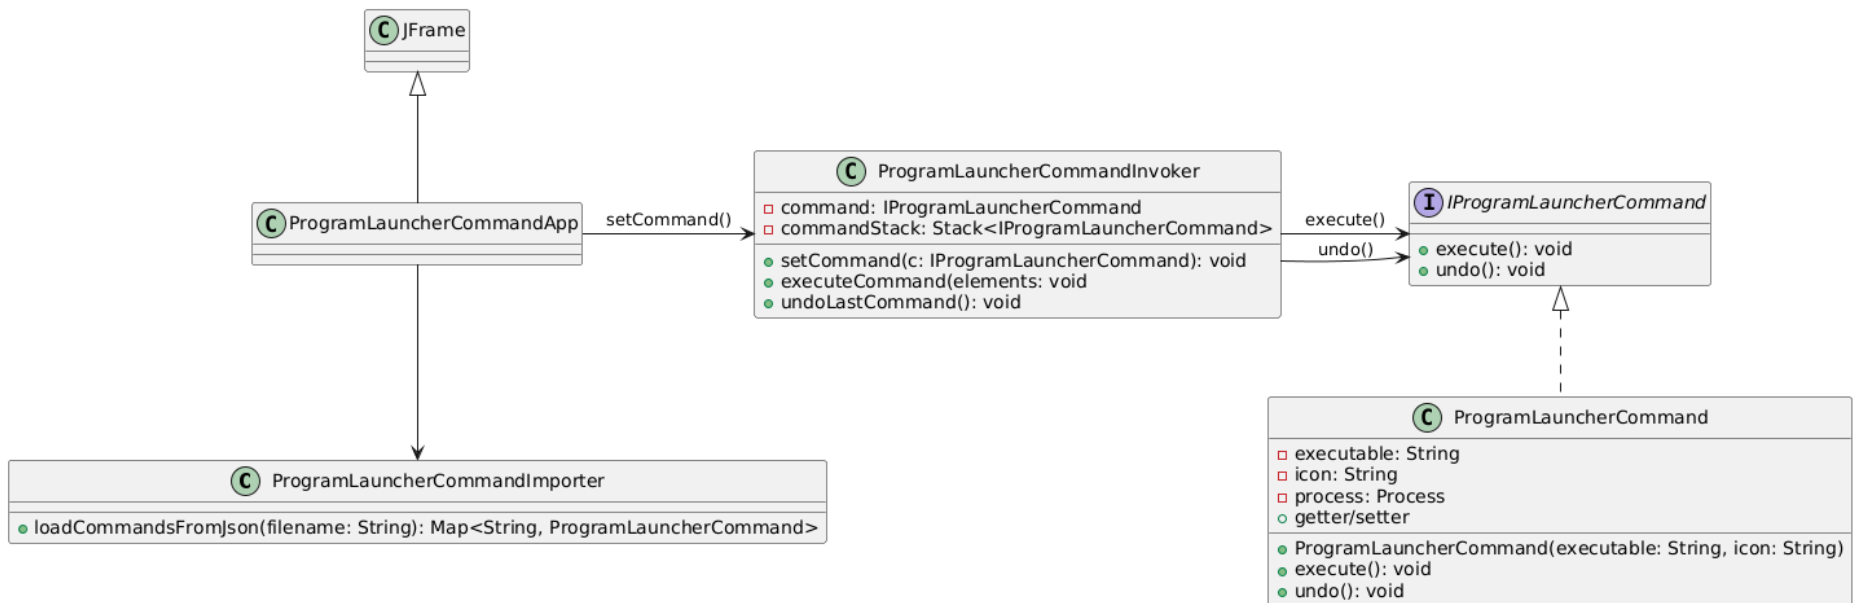 C JFrame
C ProgramLauncherCommandApp
setCommand()
C ProgramLauncherCommandInvoker
command: IProgramLauncherCommand
commandStack: Stack<IProgramLauncherCommand>
setCommand(c: IProgramLauncherCommand): void
executeCommand(elements: void
undoLastCommand(): void
execute()
undo()
I IProgramLauncherCommand
execute(): void
undo(): void
C ProgramLauncherCommandImporter
loadCommandsFromJson(filename: String): Map<String, ProgramLauncherCommand>
C ProgramLauncherCommand
executable: String
icon: String
process: Process
getter/setter
ProgramLauncherCommand(executable: String, icon: String)
execute(): void
undo(): void